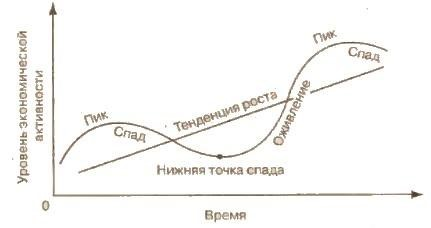 Уровень экономической
активности
Пик
Спад
Тенденция роста
Нижняя точка спада
Оживление
Пик
Спад
0
Время